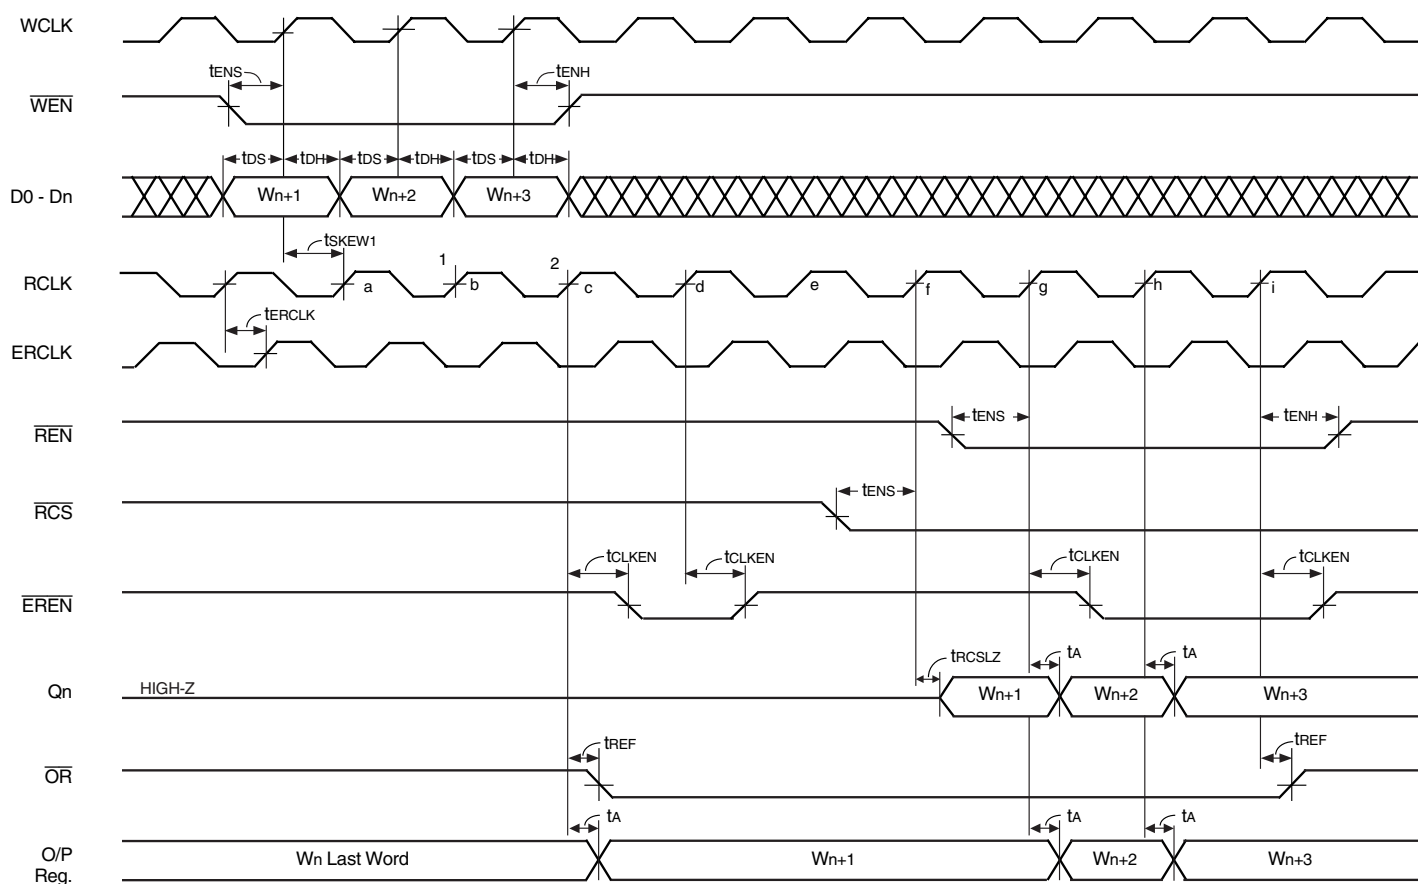 WCLK
tENS
tENH
WEN
tDS tDH tDS tDH tDS tDH
D0 - Dn
Wn+1 Wn+2 Wn+3
tSKEW1
1 2
RCLK
a b c d e f g h i
tERCLK
ERCLK
tENS tENH
REN
tENS
RCS
tCLKEN tCLKEN tCLKEN tCLKEN
EREN
tRCSLZ tA tA
Qn HIGH-Z Wn+1 Wn+2 Wn+3
tREF tREF
OR
tA tA tA
O/P
Reg.
Wn Last Word Wn+1 Wn+2 Wn+3